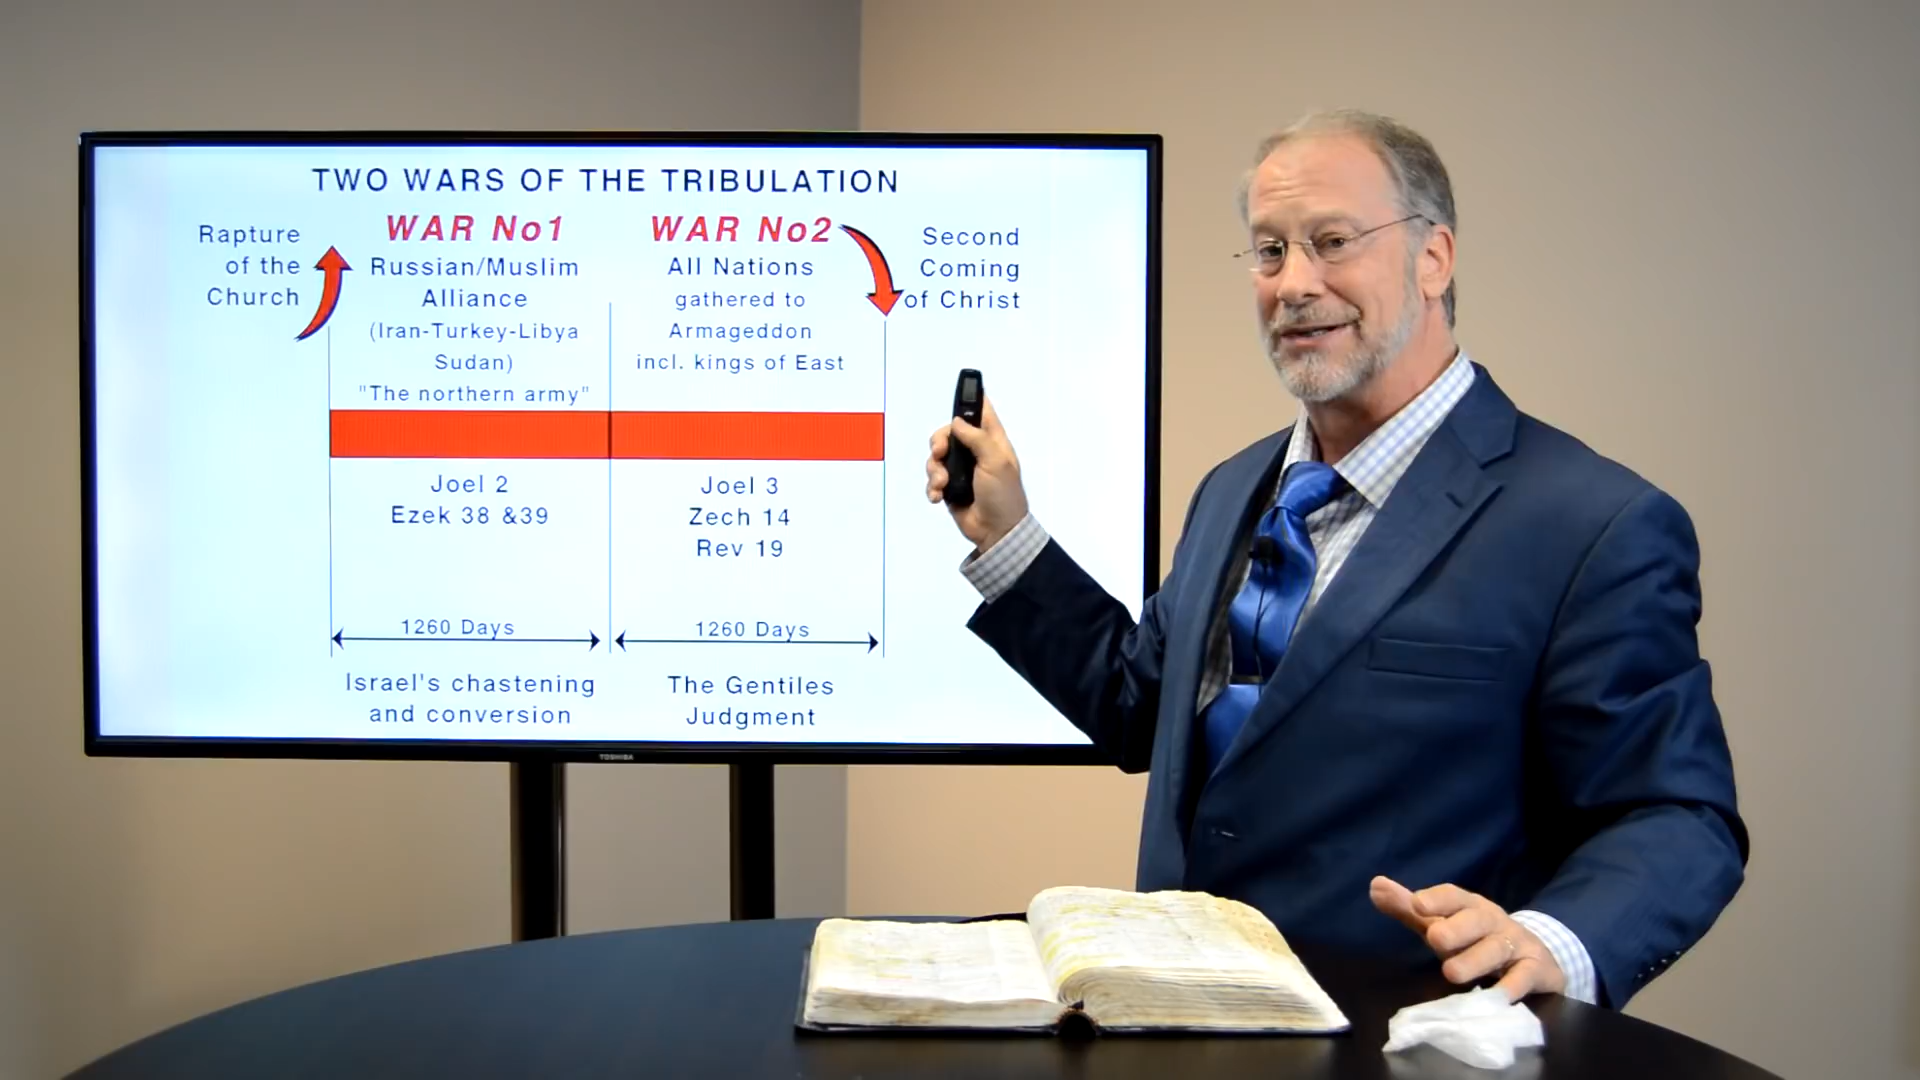 TWO WARS OF THE TRIBULATION
Rapture
of the
Church
WAR No1
Russian/Muslim
Alliance
(Iran-Turkey-Libya
Sudan)
"The northern army"
WAR No2
All Nations
gathered to
Armageddon
incl. kings of East
Second
Coming
of Christ
Joel 2
Ezek 38 &39
Joel 3
Zech 14
Rev 19
1260 Days
1260 Days
Israel's chastening
and conversion
The Gentiles
Judgment
TOSHIBA